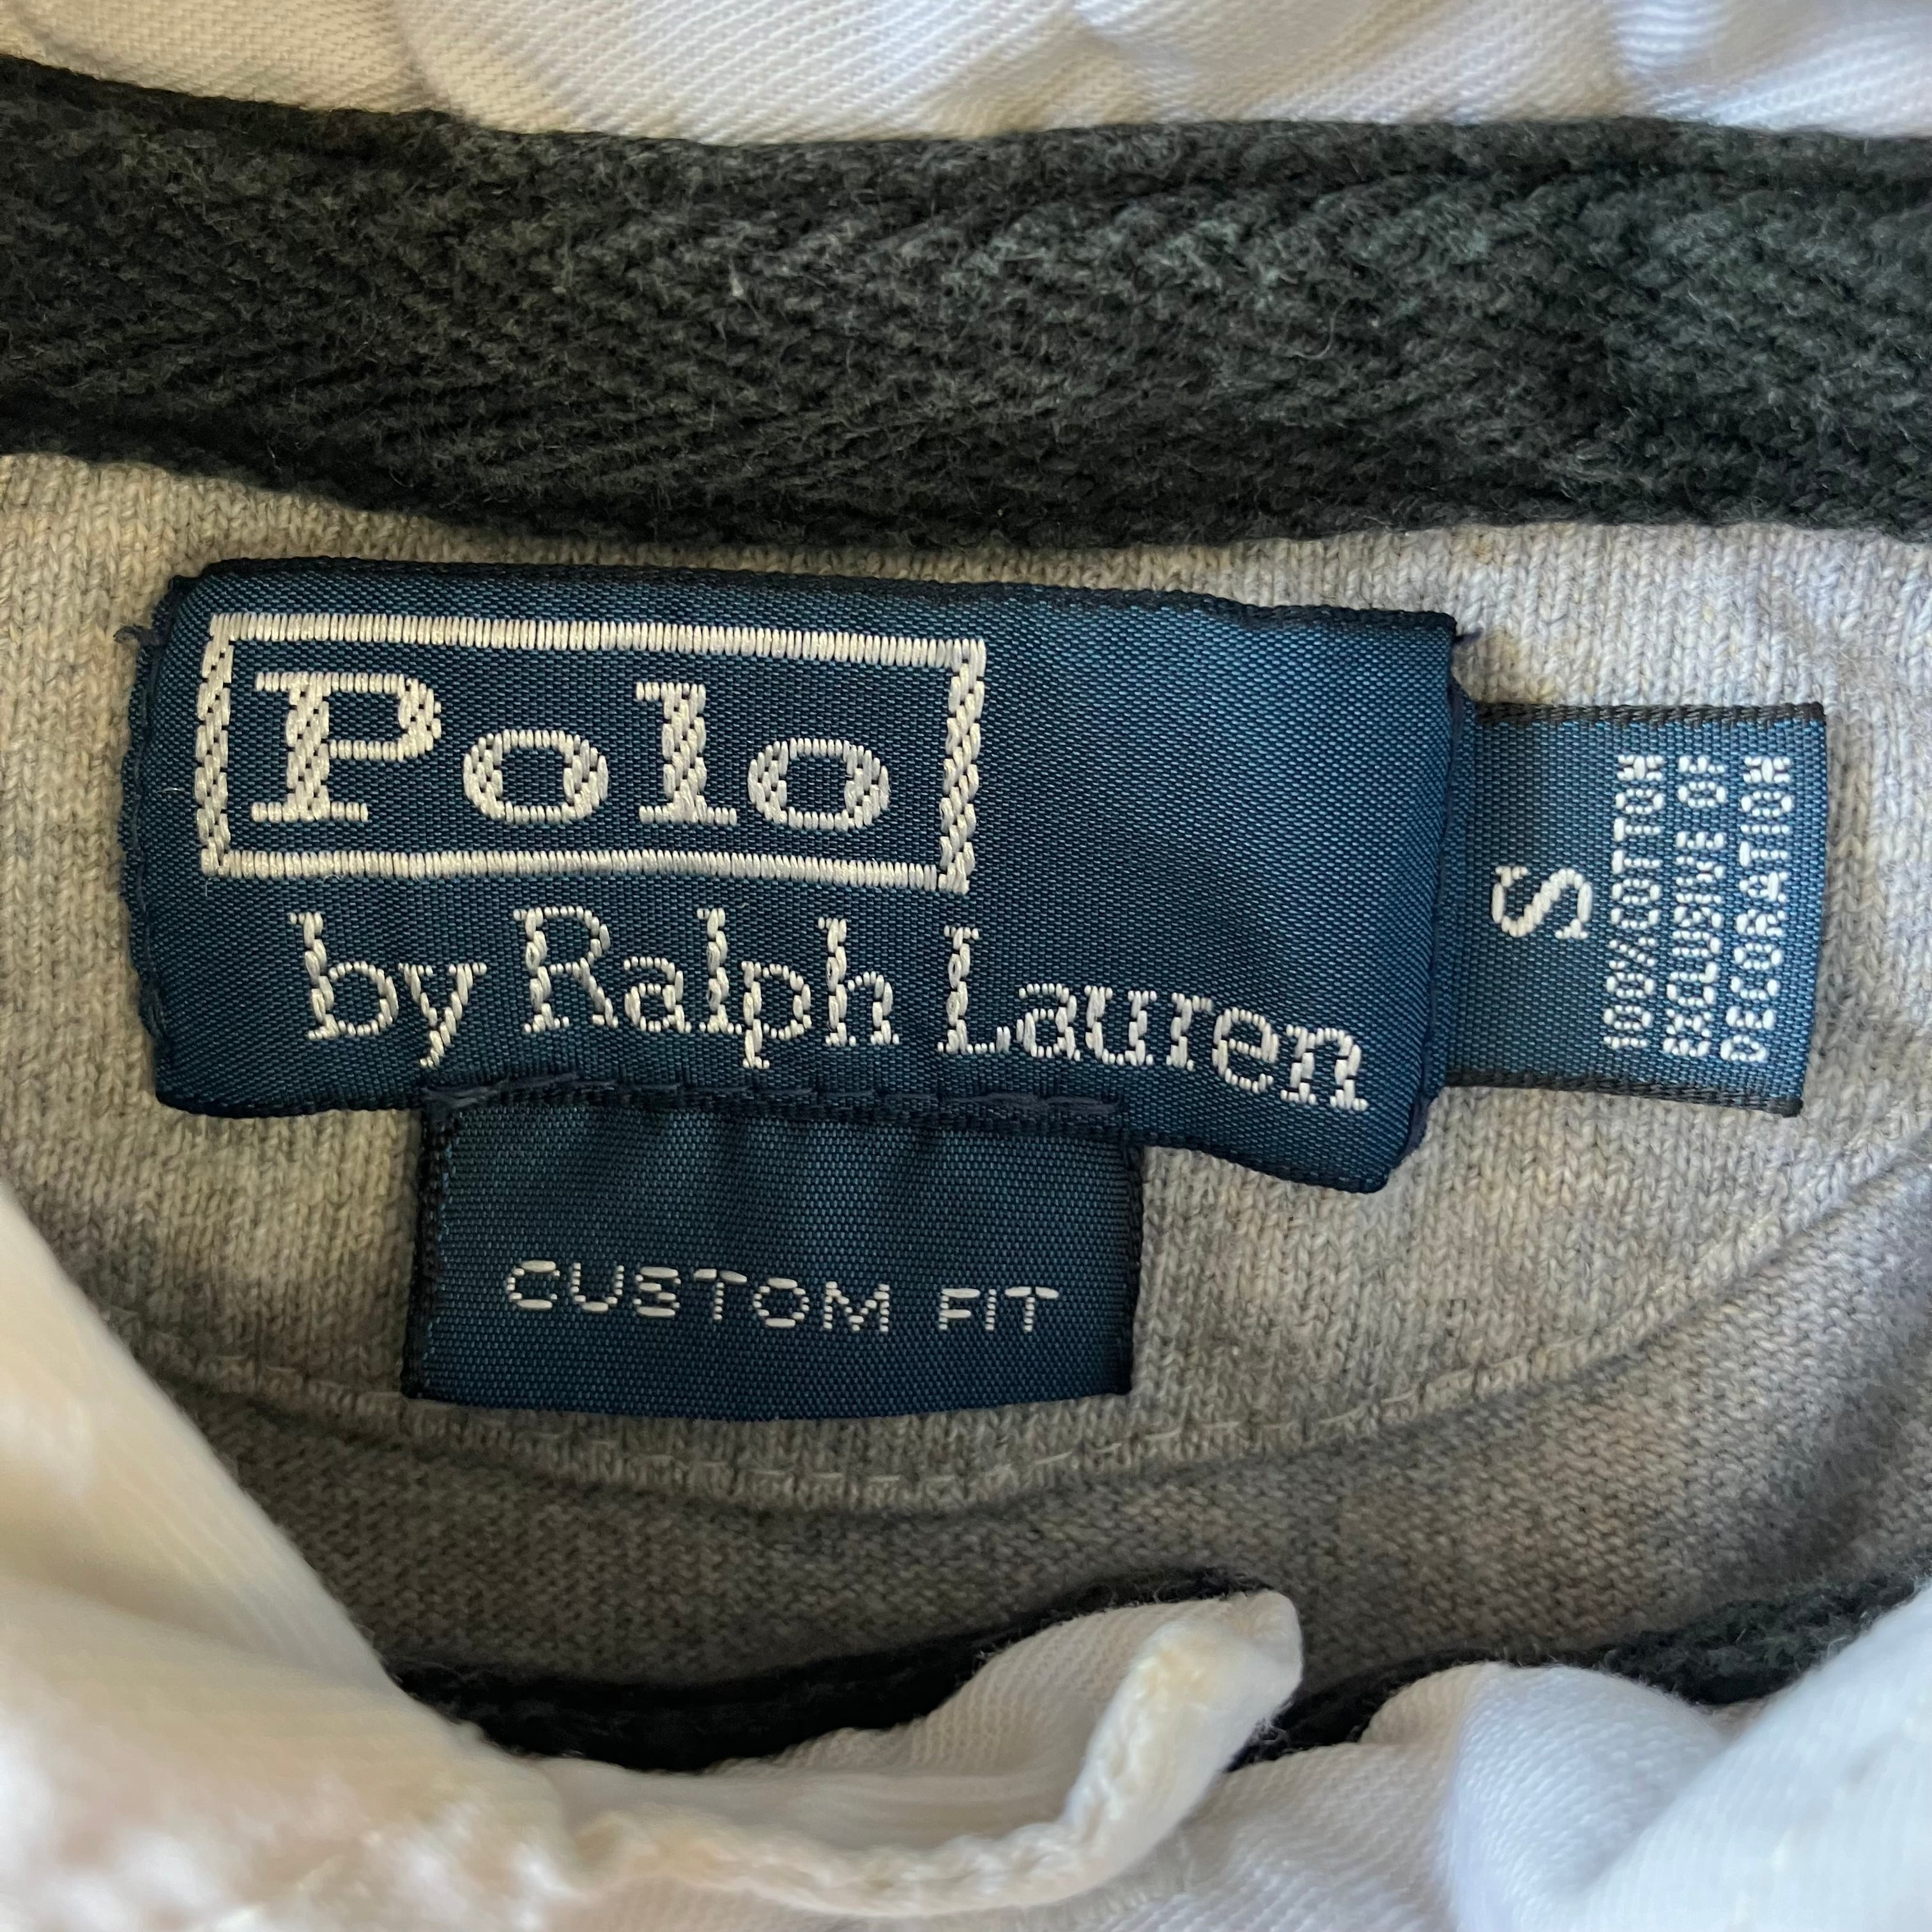 Polo
by Ralph Lauren
S
100% COTTON
EXCLUSIVE OF
DECORATION
CUSTOM FIT